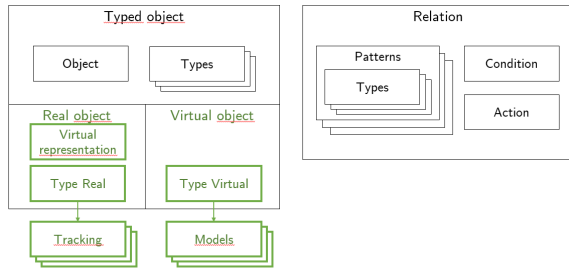 Typed object
Object
Types
Real object
Virtual object
Virtual
representation
Type Real
Type Virtual
Tracking
Models
Relation
Patterns
Types
Condition
Action